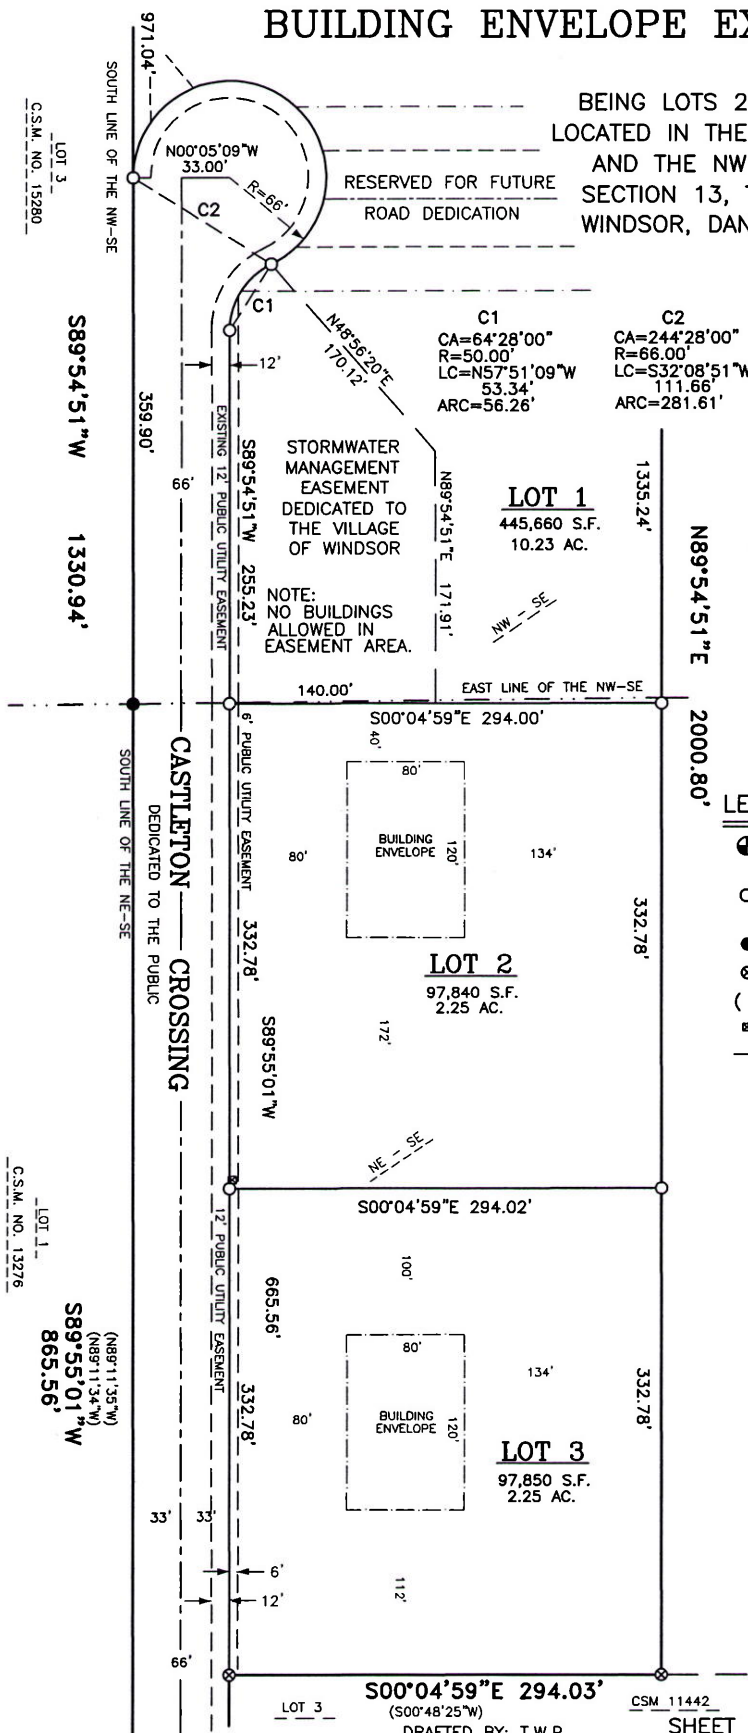 BUILDING ENVELOPE EX
BEING LOTS 2
LOCATED IN THE
AND THE NW
SECTION 13,
WINDSOR, DAN
971.04'
SOUTH LINE OF THE NW-SE
LOT 3
C.S.M. NO. 15280
N00°05'09"W
33.00'
R=66'
C2
RESERVED FOR FUTURE
ROAD DEDICATION
C1
12'
N48°56'20"E
170.12'
C1
CA=64°28'00"
R=50.00'
LC=N57°51'09"W
53.34'
ARC=56.26'
C2
CA=244°28'00"
R=66.00'
LC=S32°08'51"W
111.66'
ARC=281.61'
S89°54'51"W 1330.94'
359.90'
66'
EXISTING 12' PUBLIC UTILITY EASEMENT
S89°54'51"W 255.23'
STORMWATER
MANAGEMENT
EASEMENT
DEDICATED TO
THE VILLAGE
OF WINDSOR
NOTE:
NO BUILDINGS
ALLOWED IN
EASEMENT AREA.
N89°54'51"E 171.91'
LOT 1
445,660 S.F.
10.23 AC.
NW - SE
1335.24'
N89°54'51"E 2000.80'
140.00'
EAST LINE OF THE NW-SE
S00°04'59"E 294.00'
SOUTH LINE OF THE NE-SE
CASTLETON CROSSING
DEDICATED TO THE PUBLIC
6' PUBLIC UTILITY EASEMENT
40'
80'
80'
BUILDING
ENVELOPE
120'
134'
LE
332.78'
332.78'
LOT 2
97,840 S.F.
2.25 AC.
172'
S89°55'01"W
NE - SE
S00°04'59"E 294.02'
LOT 1
C.S.M. NO. 13276
(N89°11'35"W)
(N89°11'34"W)
S89°55'01"W
865.56'
12' PUBLIC UTILITY EASEMENT
665.56'
100'
80'
80'
BUILDING
ENVELOPE
120'
134'
332.78'
332.78'
LOT 3
97,850 S.F.
2.25 AC.
33'
33'
6'
12'
112'
66'
S00°04'59"E 294.03'
(S00°48'25"W)
LOT 3
CSM 11442
DRAFTED BY: T.W.P.
SHEET